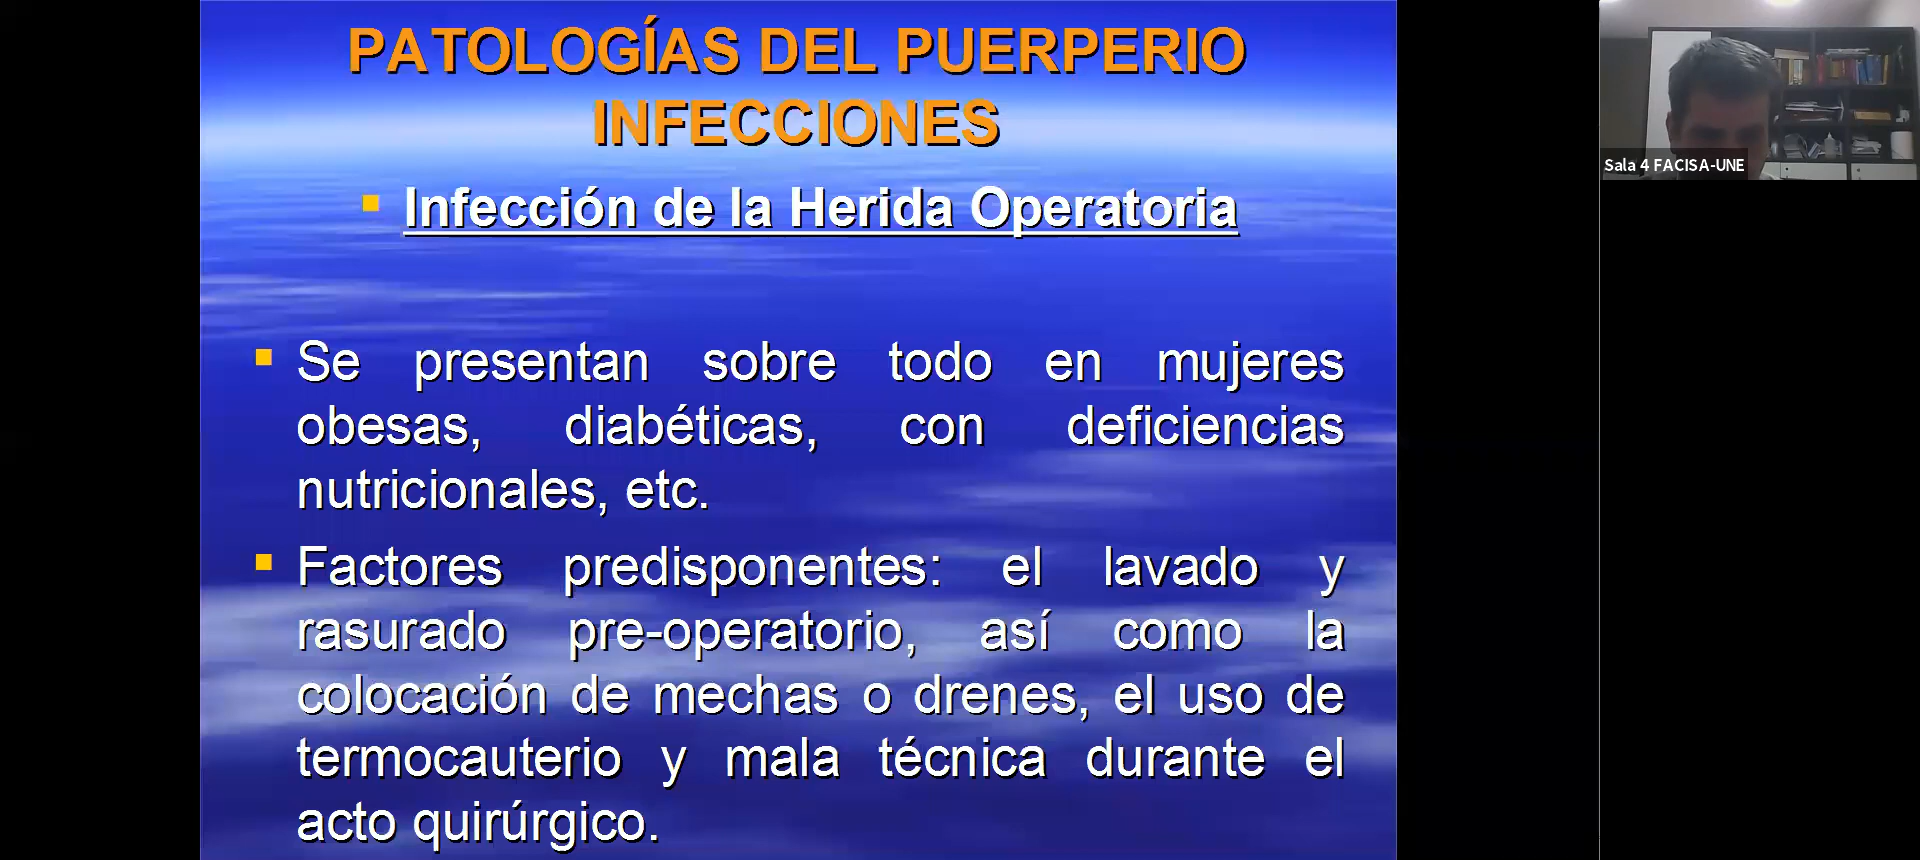 PATOLOGÍAS DEL PUERPERIO
INFECCIONES
Infección de la Herida Operatoria
Se presentan sobre todo en mujeres
obesas, diabéticas, con deficiencias
nutricionales, etc.
Factores predisponentes: el lavado y
rasurado pre-operatorio, así como la
colocación de mechas o drenes, el uso de
termocauterio y mala técnica durante el
acto quirúrgico.
Sala 4 FACISA-UNE